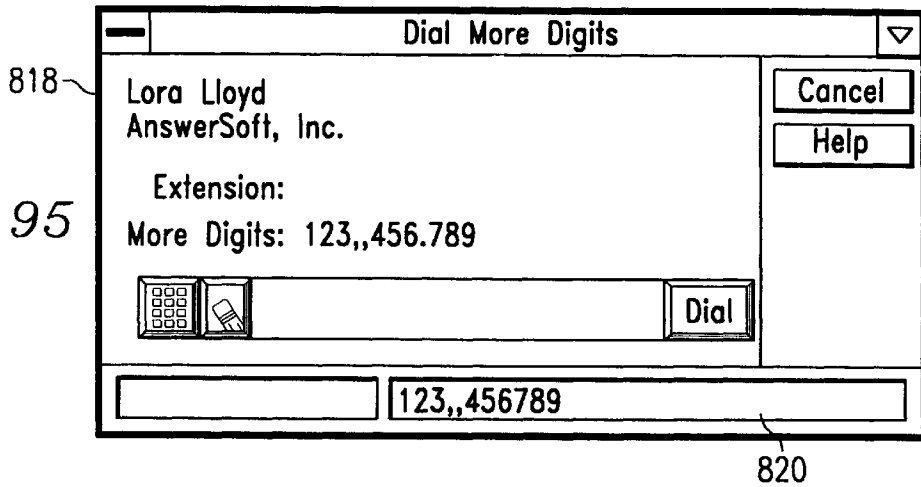 Dial More Digits
818
Lora Lloyd
Cancel
AnswerSoft, Inc.
Help
Extension:
95
More Digits: 123,,456.789
Dial
123,,456789
820